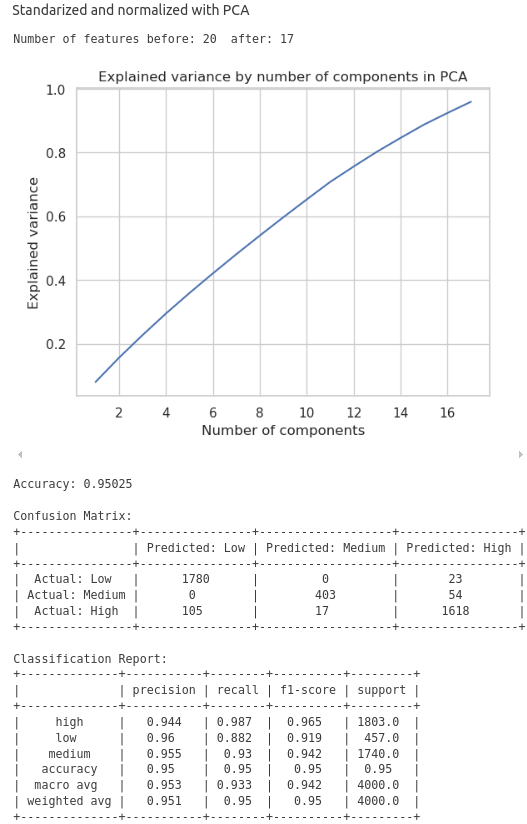 Standarized and normalized with PCA
Number of features before: 20  after: 17
Explained variance by number of components in PCA
1.0
0.8
0.6
0.4
0.2
Explained variance
2 4 6 8 10 12 14 16
Number of components
Accuracy: 0.95025
Confusion Matrix:
+--------------+----------------+-------------------+-----------------+
|              | Predicted: Low | Predicted: Medium | Predicted: High |
+--------------+----------------+-------------------+-----------------+
| Actual: Low | 1780 | 0 | 23 |
| Actual: Medium | 0 | 403 | 54 |
| Actual: High | 105 | 17 | 1618 |
+--------------+----------------+-------------------+-----------------+
Classification Report:
+--------------+-----------+--------+----------+---------+
| | precision | recall | f1-score | support |
+--------------+-----------+--------+----------+---------+
| high | 0.944 | 0.987 | 0.965 | 1803.0 |
| low | 0.96 | 0.882 | 0.919 | 457.0 |
| medium | 0.955 | 0.93 | 0.942 | 1740.0 |
| accuracy | 0.95 | 0.95 | 0.95 | 0.95 |
| macro avg | 0.953 | 0.933 | 0.942 | 4000.0 |
| weighted avg | 0.951 | 0.95 | 0.95 | 4000.0 |
+--------------+-----------+--------+----------+---------+